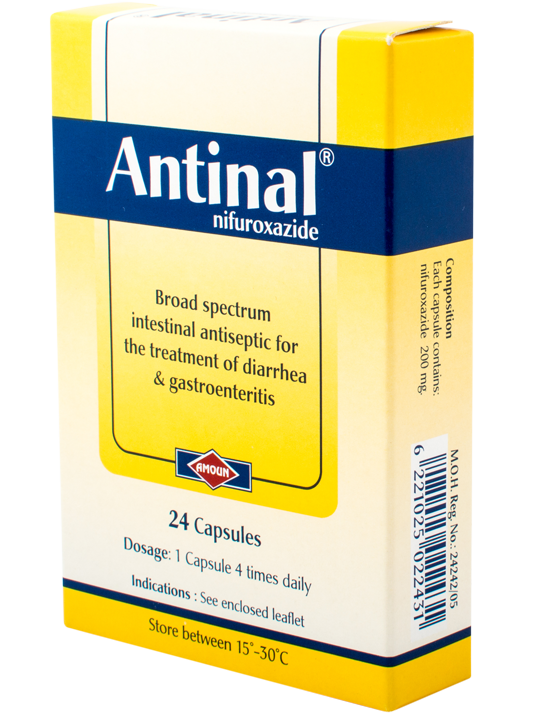 Antinal®
nifuroxazide
Broad spectrum
intestinal antiseptic for
the treatment of diarrhea
& gastroenteritis
AMOUN
24 Capsules
Dosage: 1 Capsule 4 times daily
Indications : See enclosed leaflet
Store between 15°-30°C
Composition
Each capsule contains:
nifuroxazide 200 mg.
M.O.H. Reg. No.: 24242/05
6 221025 022431